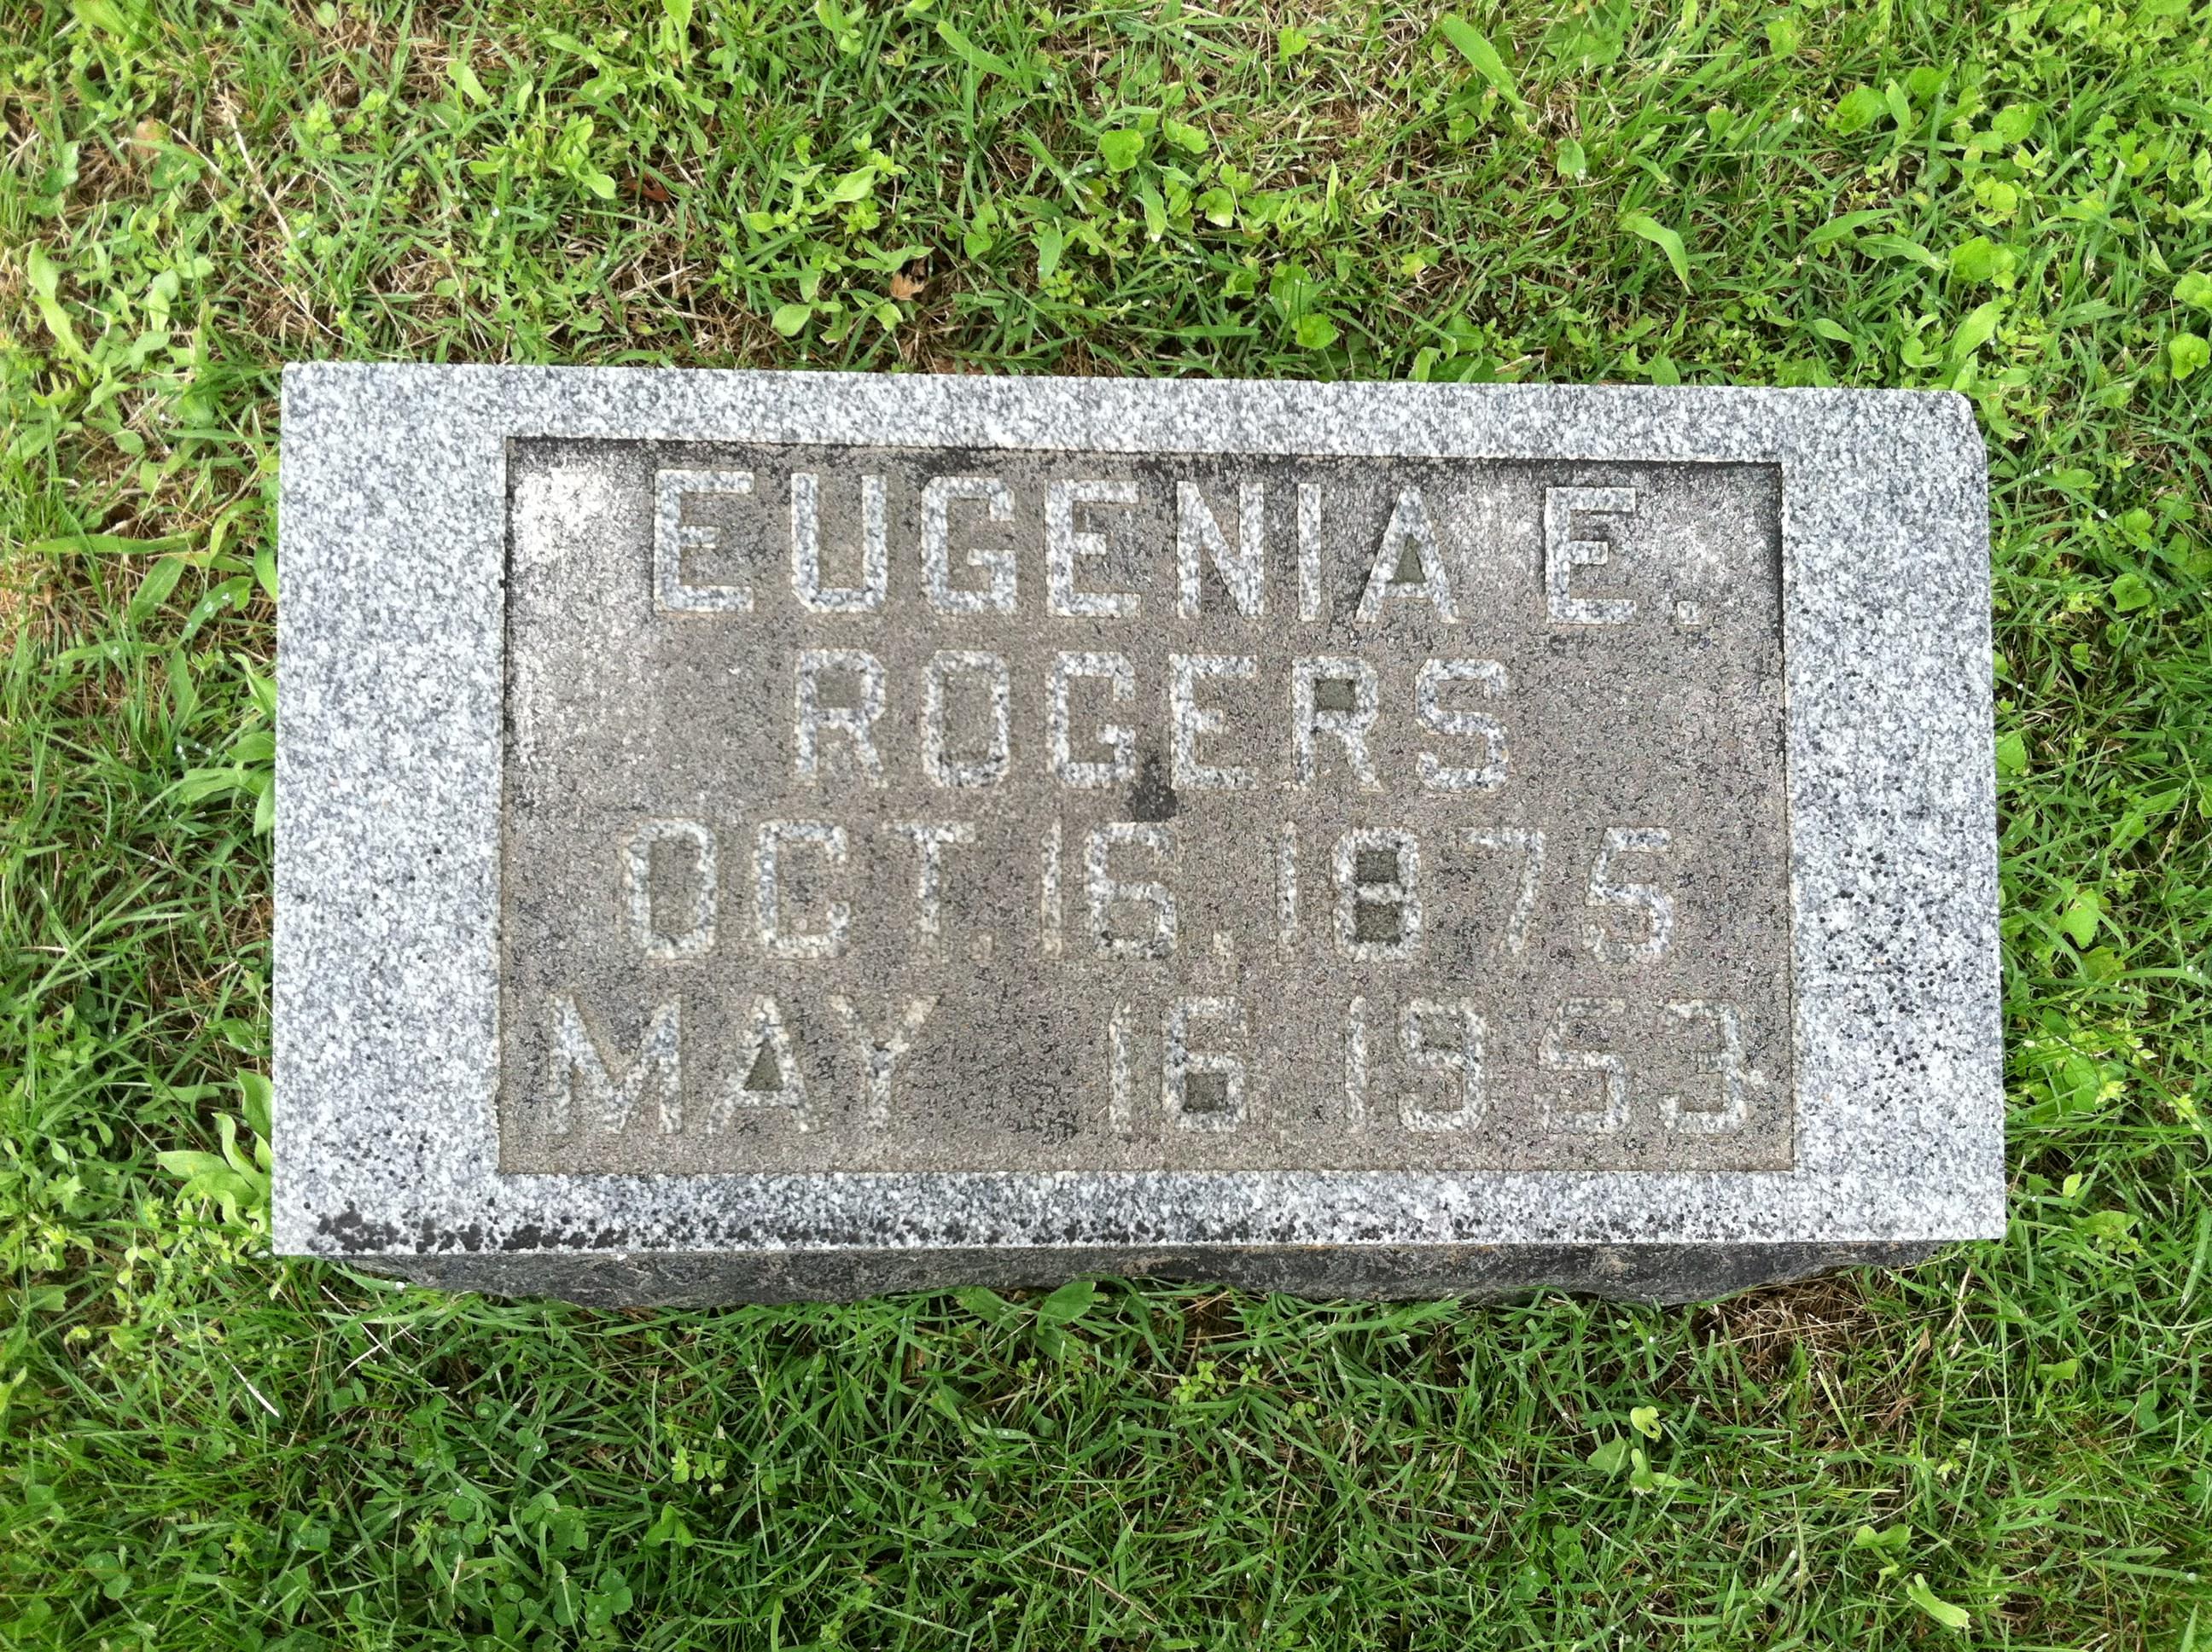 EUGENIA E.
ROGERS
OCT. 16, 1875
MAY 16 1953